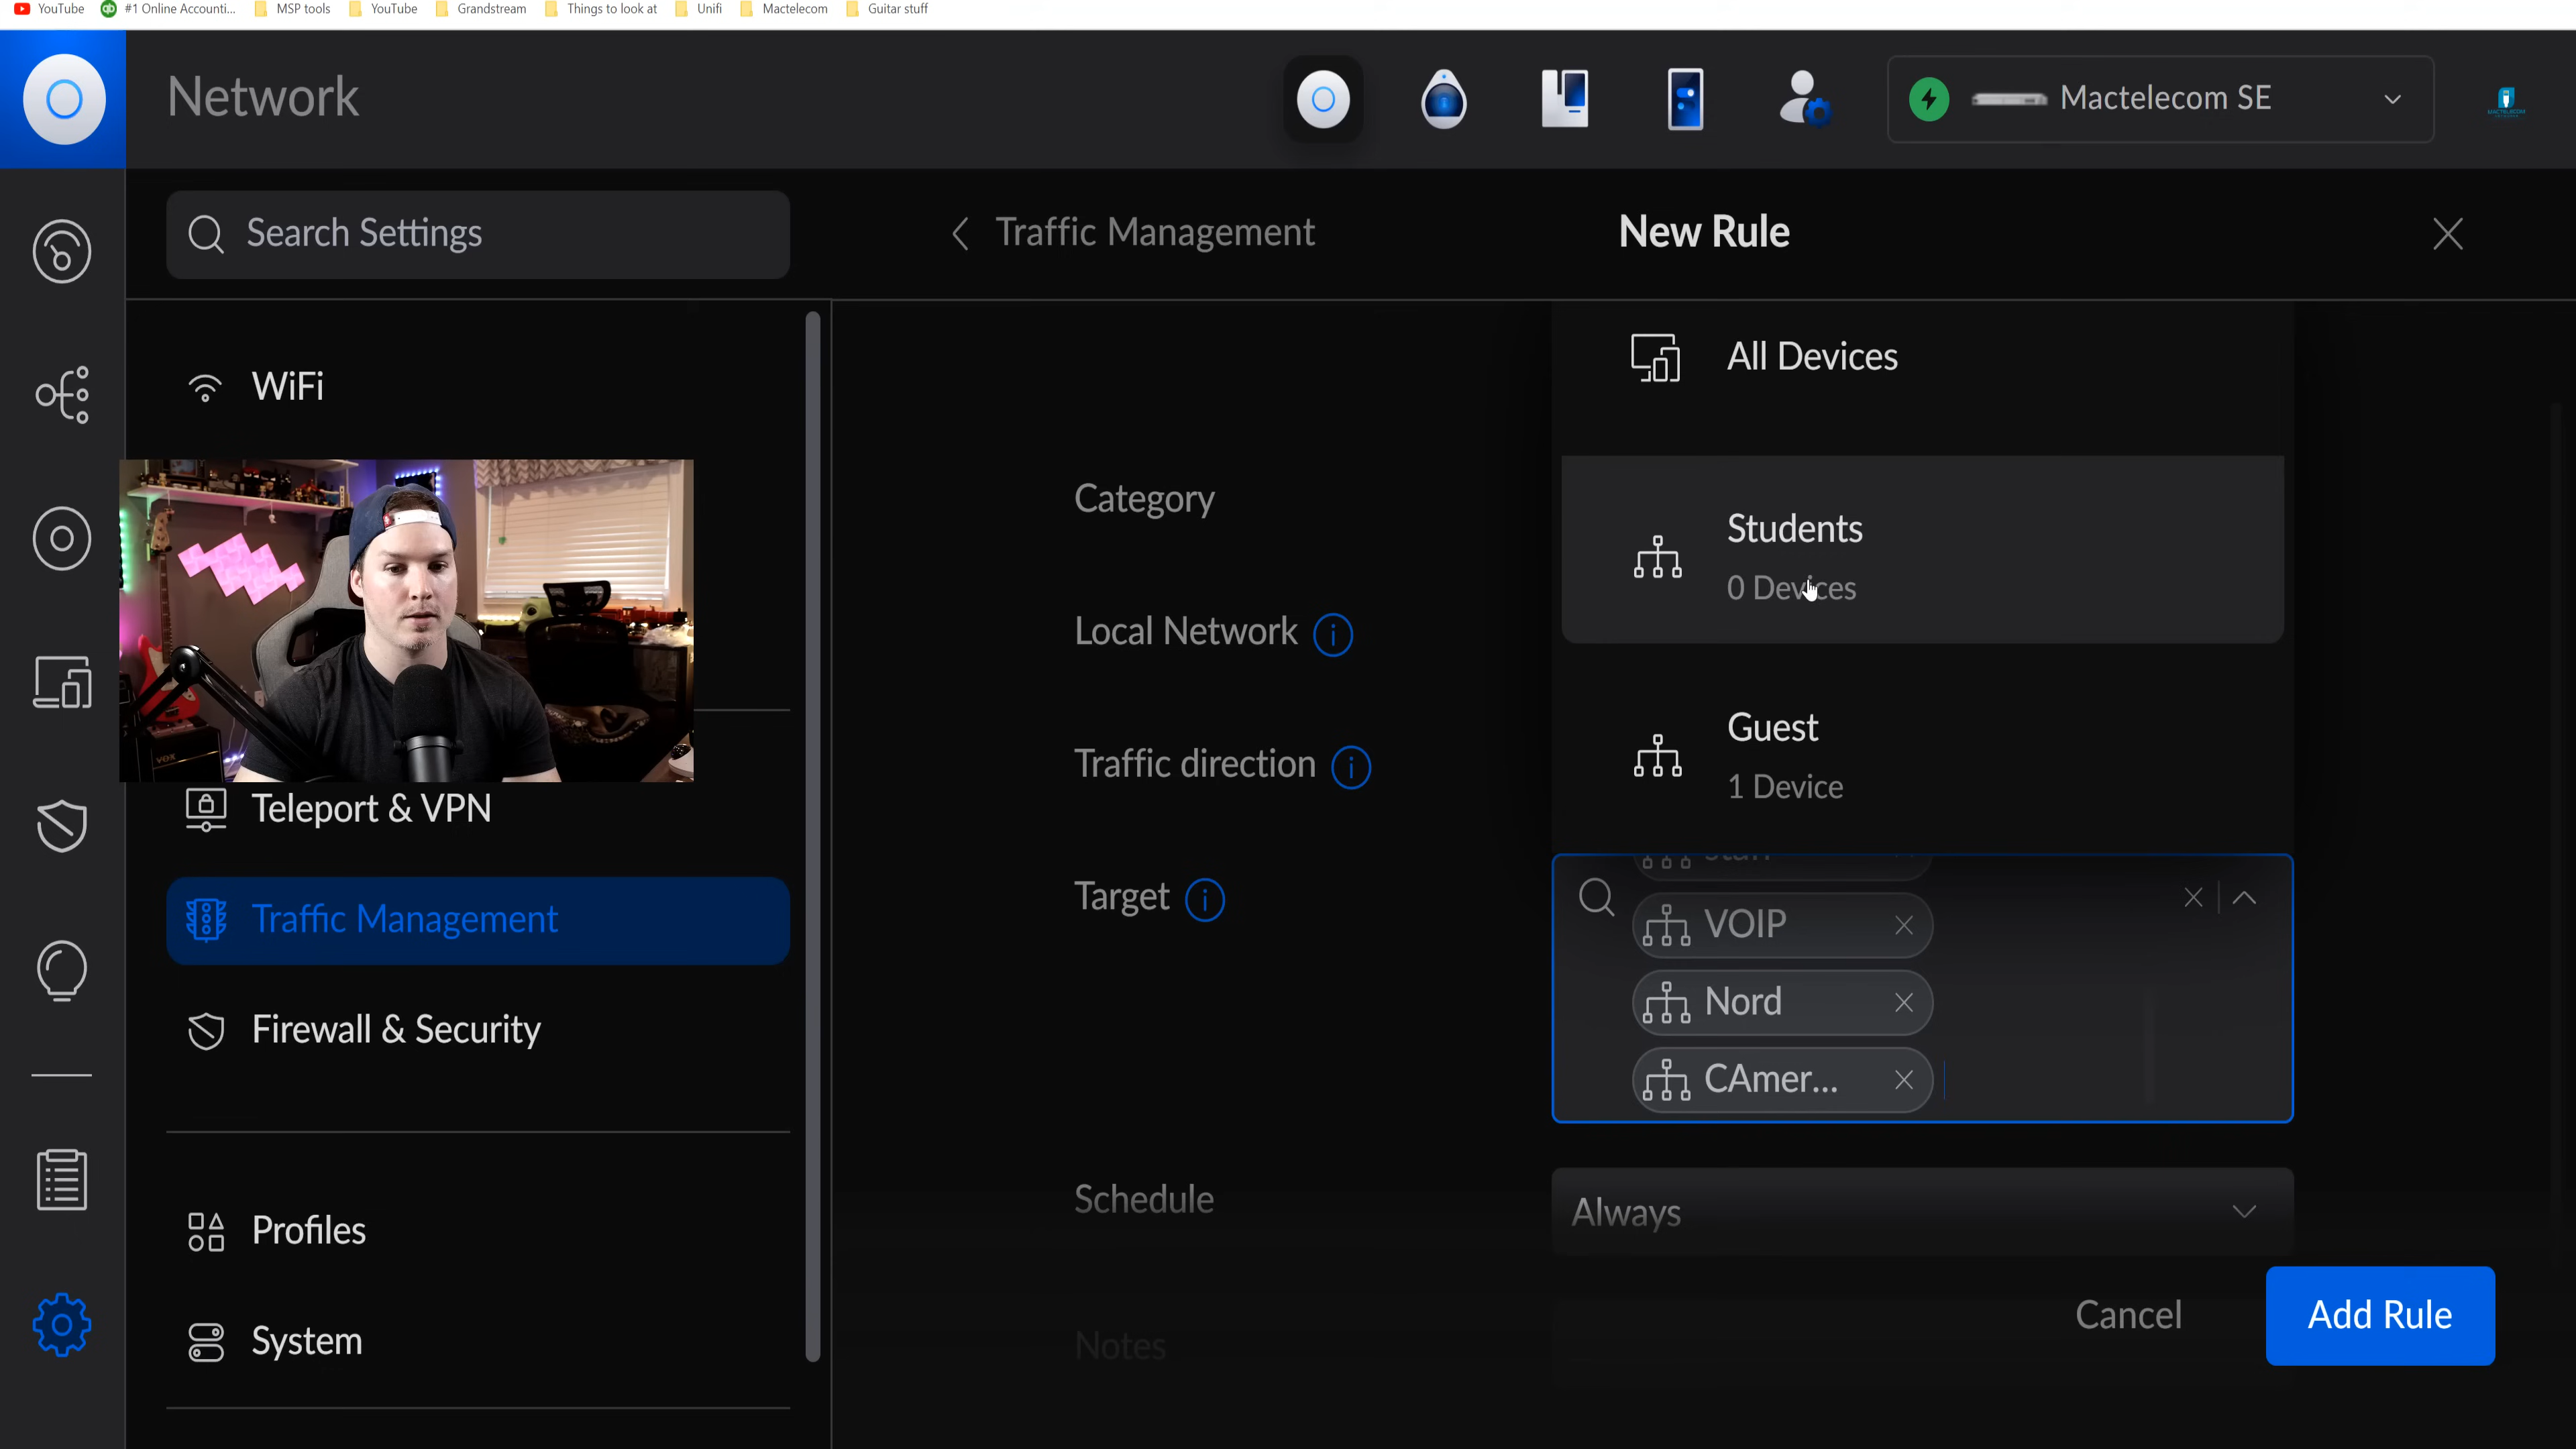 YouTube #1 Online Accounti... MSP tools YouTube Grandstream Things to look at Unifi Mactelecom Guitar stuff
Network
Mactelecom SE
Search Settings
Traffic Management
New Rule
WiFi
All Devices
Category
Students
0 Devices
Local Network
Guest
1 Device
Traffic direction
Teleport & VPN
Target
VOIP
Traffic Management
Nord
Firewall & Security
CAmer...
Schedule
Always
Profiles
Cancel
Add Rule
System
Notes
VOX